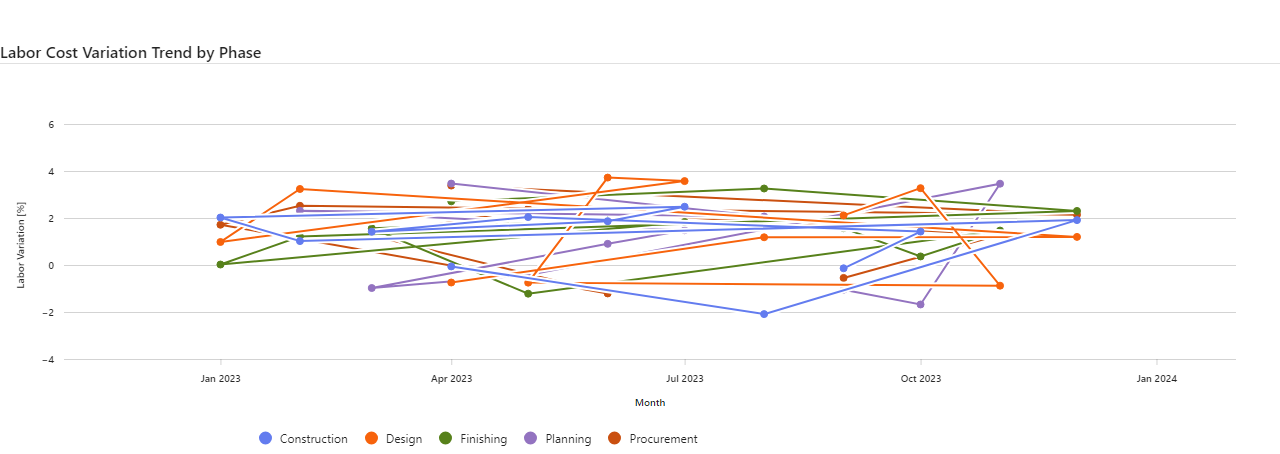 Labor Cost Variation Trend by Phase
Labor Variation [%]
6
4
2
0
−2
−4
Jan 2023 Apr 2023 Jul 2023 Oct 2023 Jan 2024
Month
Construction Design Finishing Planning Procurement